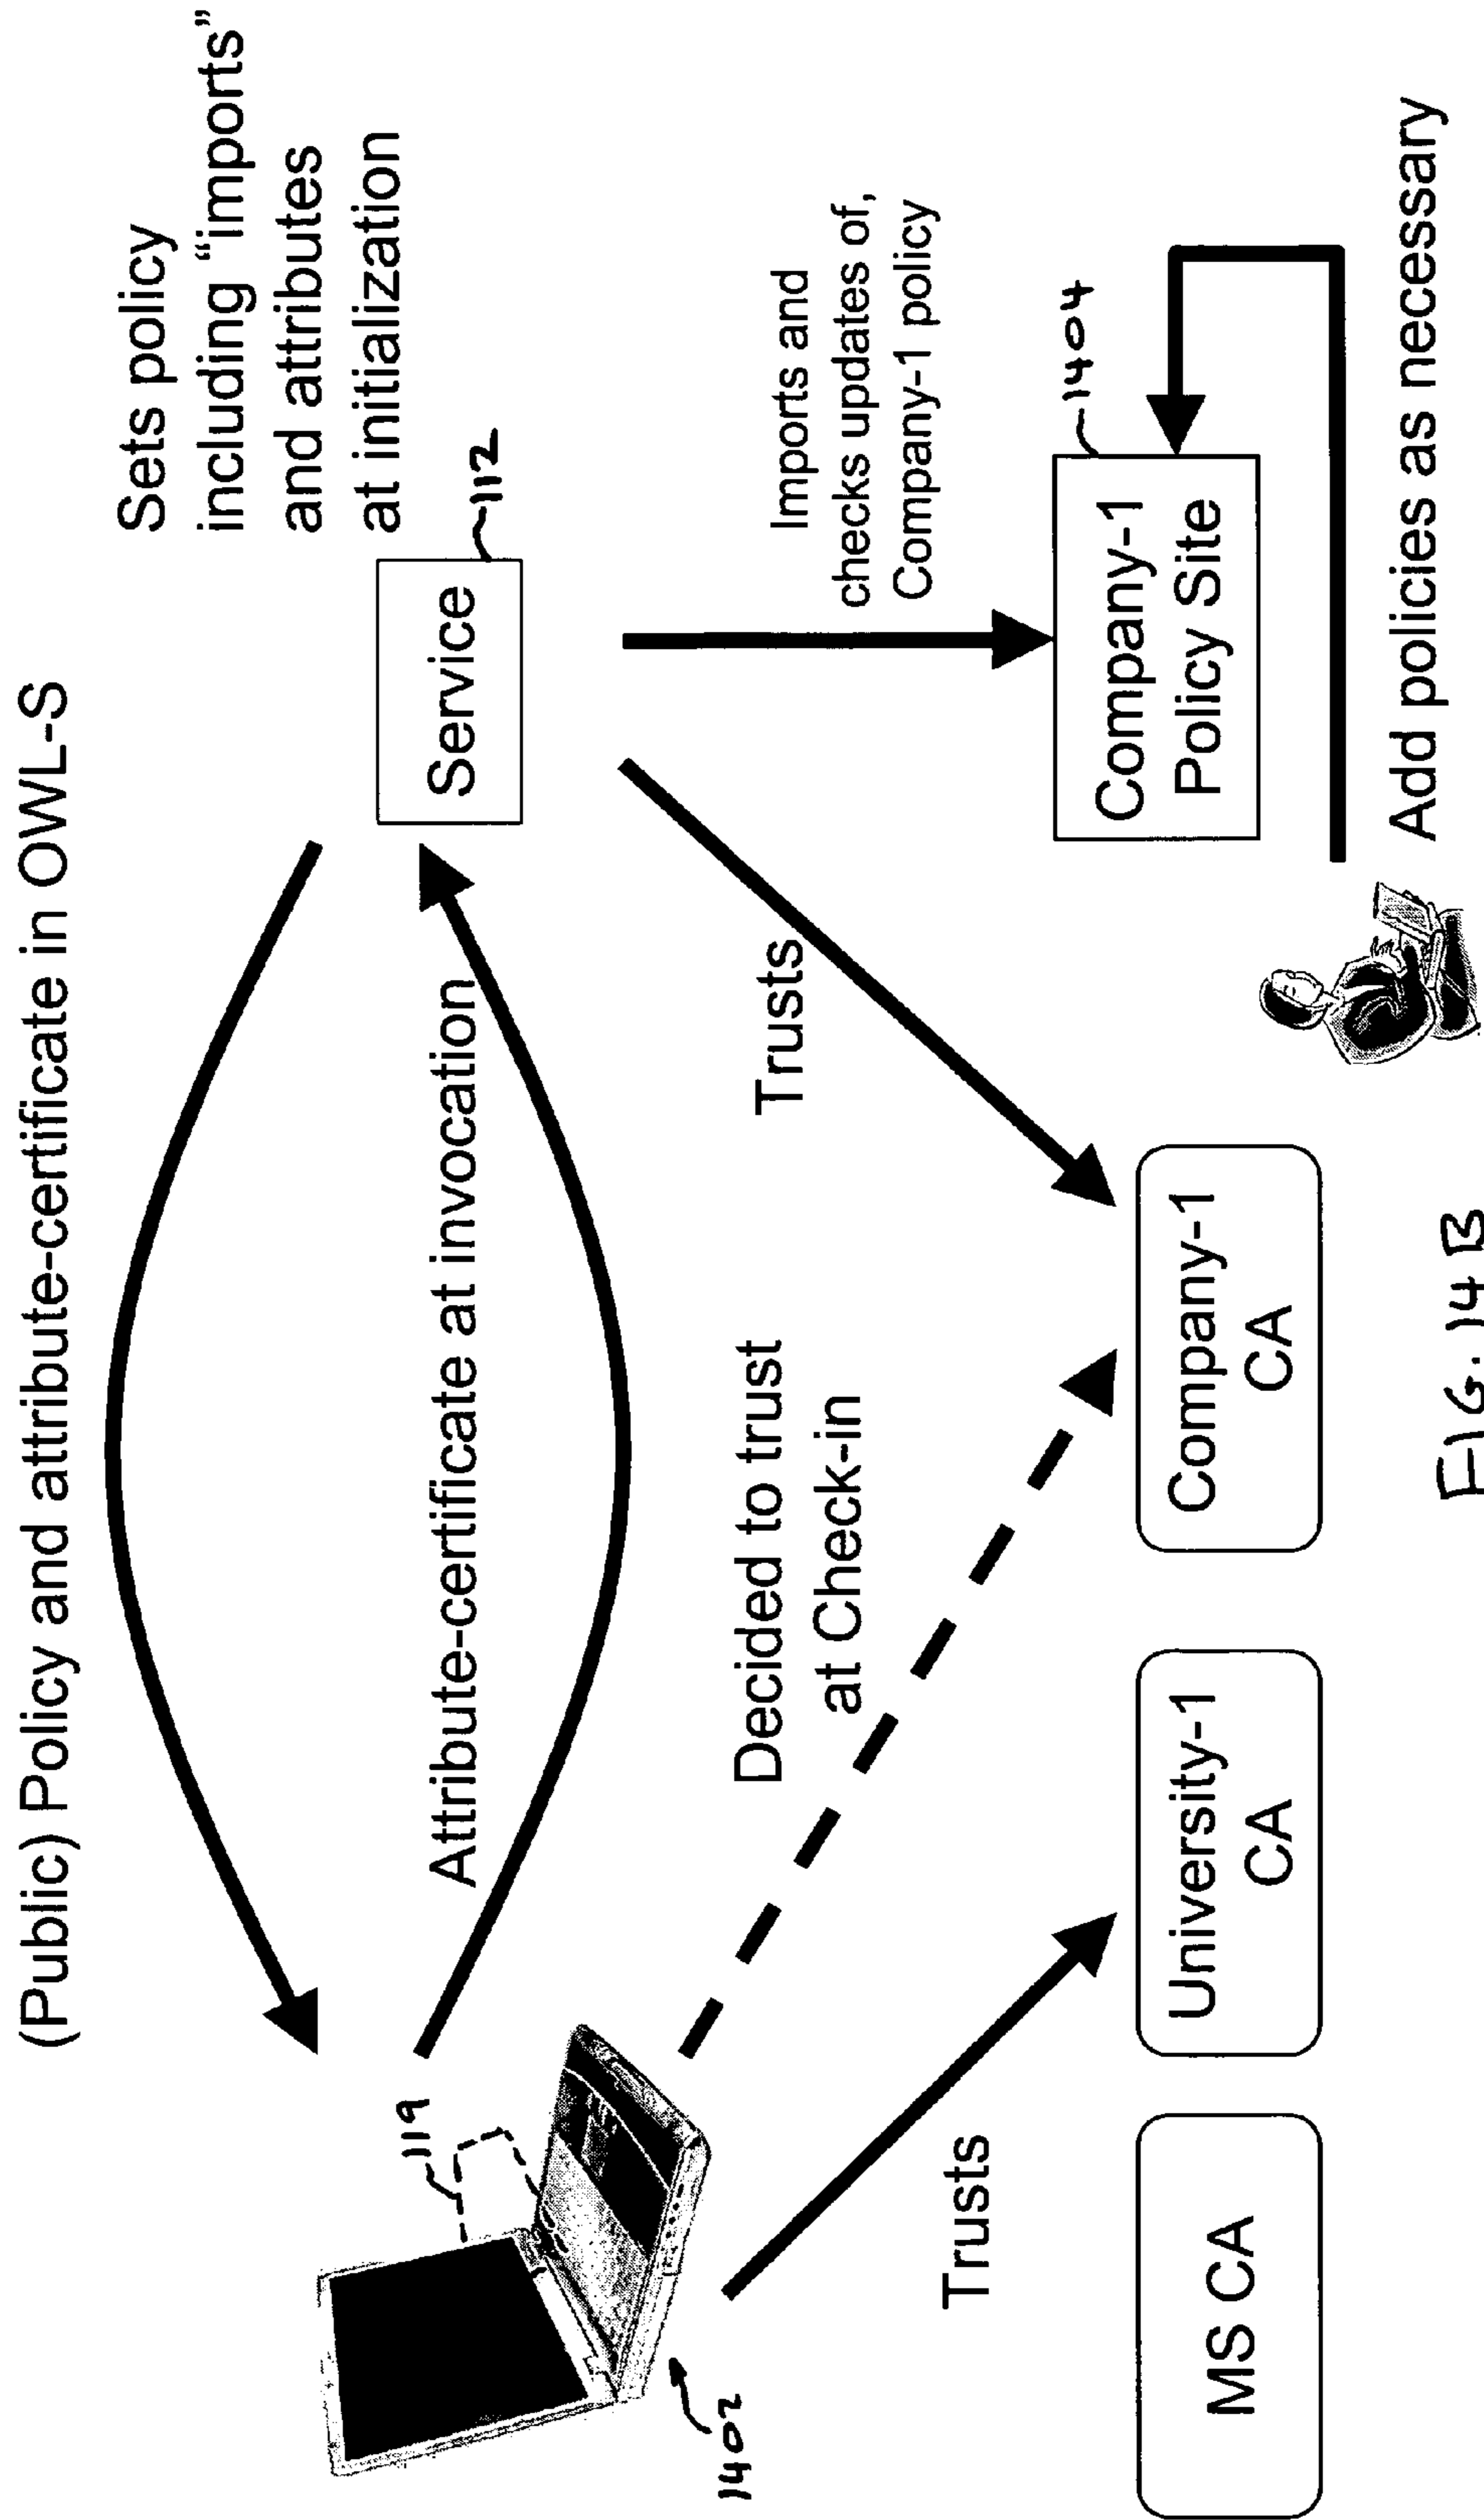 (Public) Policy and attribute-certificate in OWL-S
Sets policy
including “imports”
and attributes
at initialization
119
Attribute-certificate at invocation
Service
112
1402
Decided to trust
at Check-in
Trusts
Imports and
checks updates of,
Company-1 policy
Trusts
1404
MS CA
University-1
CA
Company-1
CA
Company-1
Policy Site
Add policies as necessary
FIG. 14B